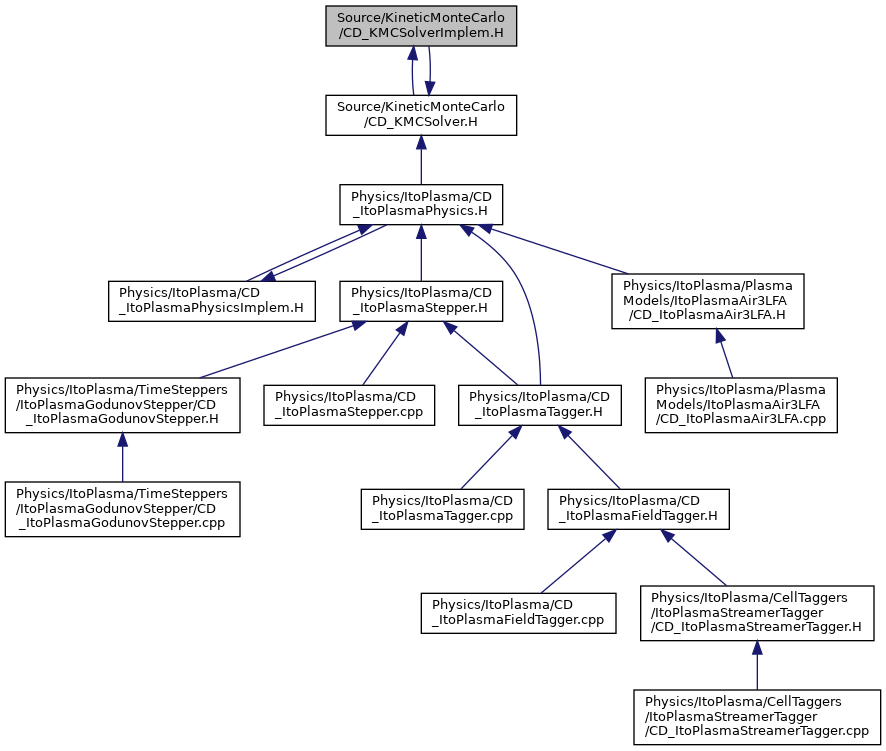 Source/KineticMonteCarlo
/CD_KMCSolverImplem.H
Source/KineticMonteCarlo
/CD_KMCSolver.H
Physics/ItoPlasma/CD
_ItoPlasmaPhysics.H
Physics/ItoPlasma/CD
_ItoPlasmaPhysicsImplem.H
Physics/ItoPlasma/CD
_ItoPlasmaStepper.H
Physics/ItoPlasma/Plasma
Models/ItoPlasmaAir3LFA
/CD_ItoPlasmaAir3LFA.H
Physics/ItoPlasma/TimeSteppers
/ItoPlasmaGodunovStepper/CD
_ItoPlasmaGodunovStepper.H
Physics/ItoPlasma/CD
_ItoPlasmaStepper.cpp
Physics/ItoPlasma/CD
_ItoPlasmaTagger.H
Physics/ItoPlasma/Plasma
Models/ItoPlasmaAir3LFA
/CD_ItoPlasmaAir3LFA.cpp
Physics/ItoPlasma/TimeSteppers
/ItoPlasmaGodunovStepper/CD
_ItoPlasmaGodunovStepper.cpp
Physics/ItoPlasma/CD
_ItoPlasmaTagger.cpp
Physics/ItoPlasma/CD
_ItoPlasmaFieldTagger.H
Physics/ItoPlasma/CD
_ItoPlasmaFieldTagger.cpp
Physics/ItoPlasma/CellTaggers
/ItoPlasmaStreamerTagger
/CD_ItoPlasmaStreamerTagger.H
Physics/ItoPlasma/CellTaggers
/ItoPlasmaStreamerTagger
/CD_ItoPlasmaStreamerTagger.cpp